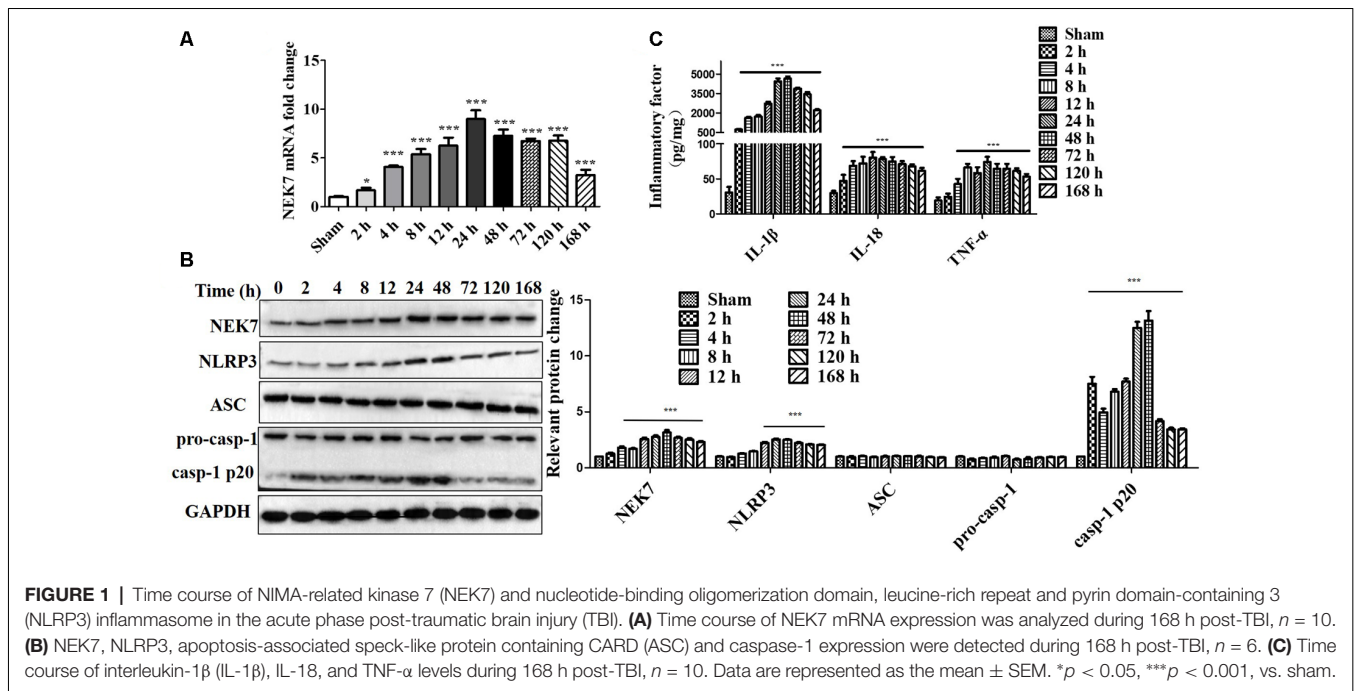 A
NEK7 mRNA fold change
15
10
5
0
Sham
2 h
4 h
8 h
12 h
24 h
48 h
72 h
120 h
168 h
*
***
***
***
***
***
***
***
***
C
Inflammatory factor
(pg/mg)
5000
3500
2000
500
100
50
0
***
***
***
IL-1β
IL-18
TNF-α
Sham
2 h
4 h
8 h
12 h
24 h
48 h
72 h
120 h
168 h
B
Time (h) 0 2 4 8 12 24 48 72 120 168
NEK7
NLRP3
ASC
pro-casp-1
casp-1 p20
GAPDH
Relevant protein change
15
10
5
0
Sham
2 h
4 h
8 h
12 h
24 h
48 h
72 h
120 h
168 h
***
***
***
NEK7
NLRP3
ASC
pro-casp-1
casp-1 p20
FIGURE 1 | Time course of NIMA-related kinase 7 (NEK7) and nucleotide-binding oligomerization domain, leucine-rich repeat and pyrin domain-containing 3
(NLRP3) inflammasome in the acute phase post-traumatic brain injury (TBI). (A) Time course of NEK7 mRNA expression was analyzed during 168 h post-TBI, n = 10.
(B) NEK7, NLRP3, apoptosis-associated speck-like protein containing CARD (ASC) and caspase-1 expression were detected during 168 h post-TBI, n = 6. (C) Time
course of interleukin-1β (IL-1β), IL-18, and TNF-α levels during 168 h post-TBI, n = 10. Data are represented as the mean ± SEM. *p < 0.05, ***p < 0.001, vs. sham.